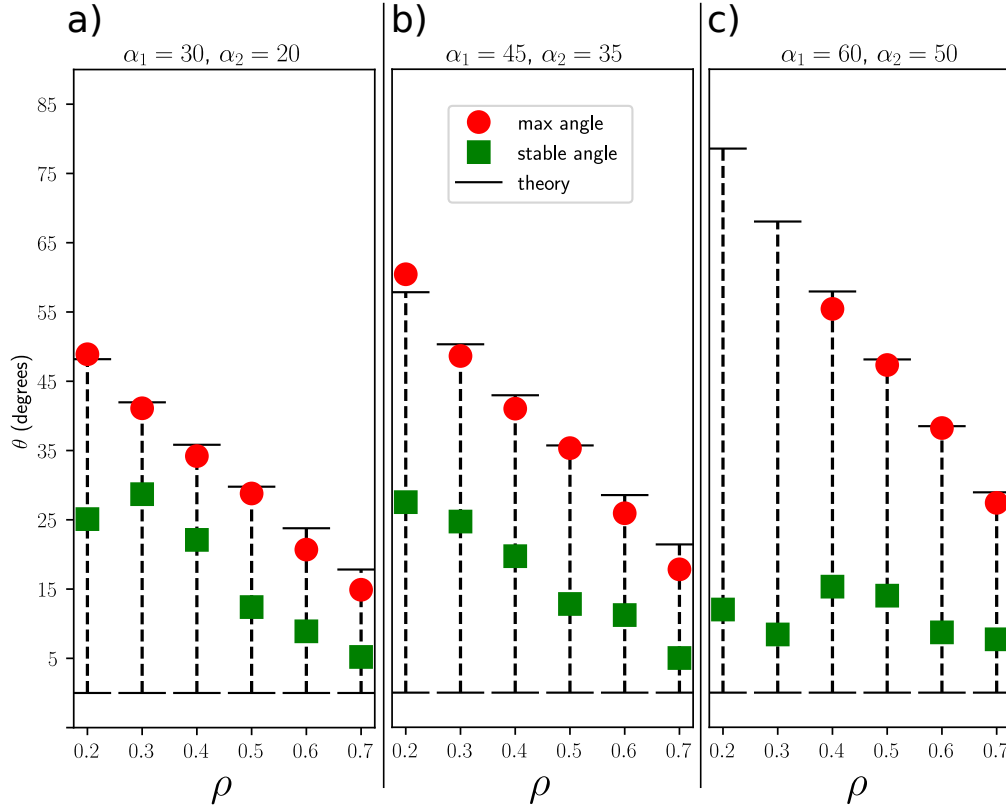 a) b) c)
α₁ = 30, α₂ = 20 α₁ = 45, α₂ = 35 α₁ = 60, α₂ = 50
85
75
65
55
45
35
25
15
5
θ (degrees)
max angle
stable angle
theory
0.2 0.3 0.4 0.5 0.6 0.7 0.2 0.3 0.4 0.5 0.6 0.7 0.2 0.3 0.4 0.5 0.6 0.7
ρ ρ ρ